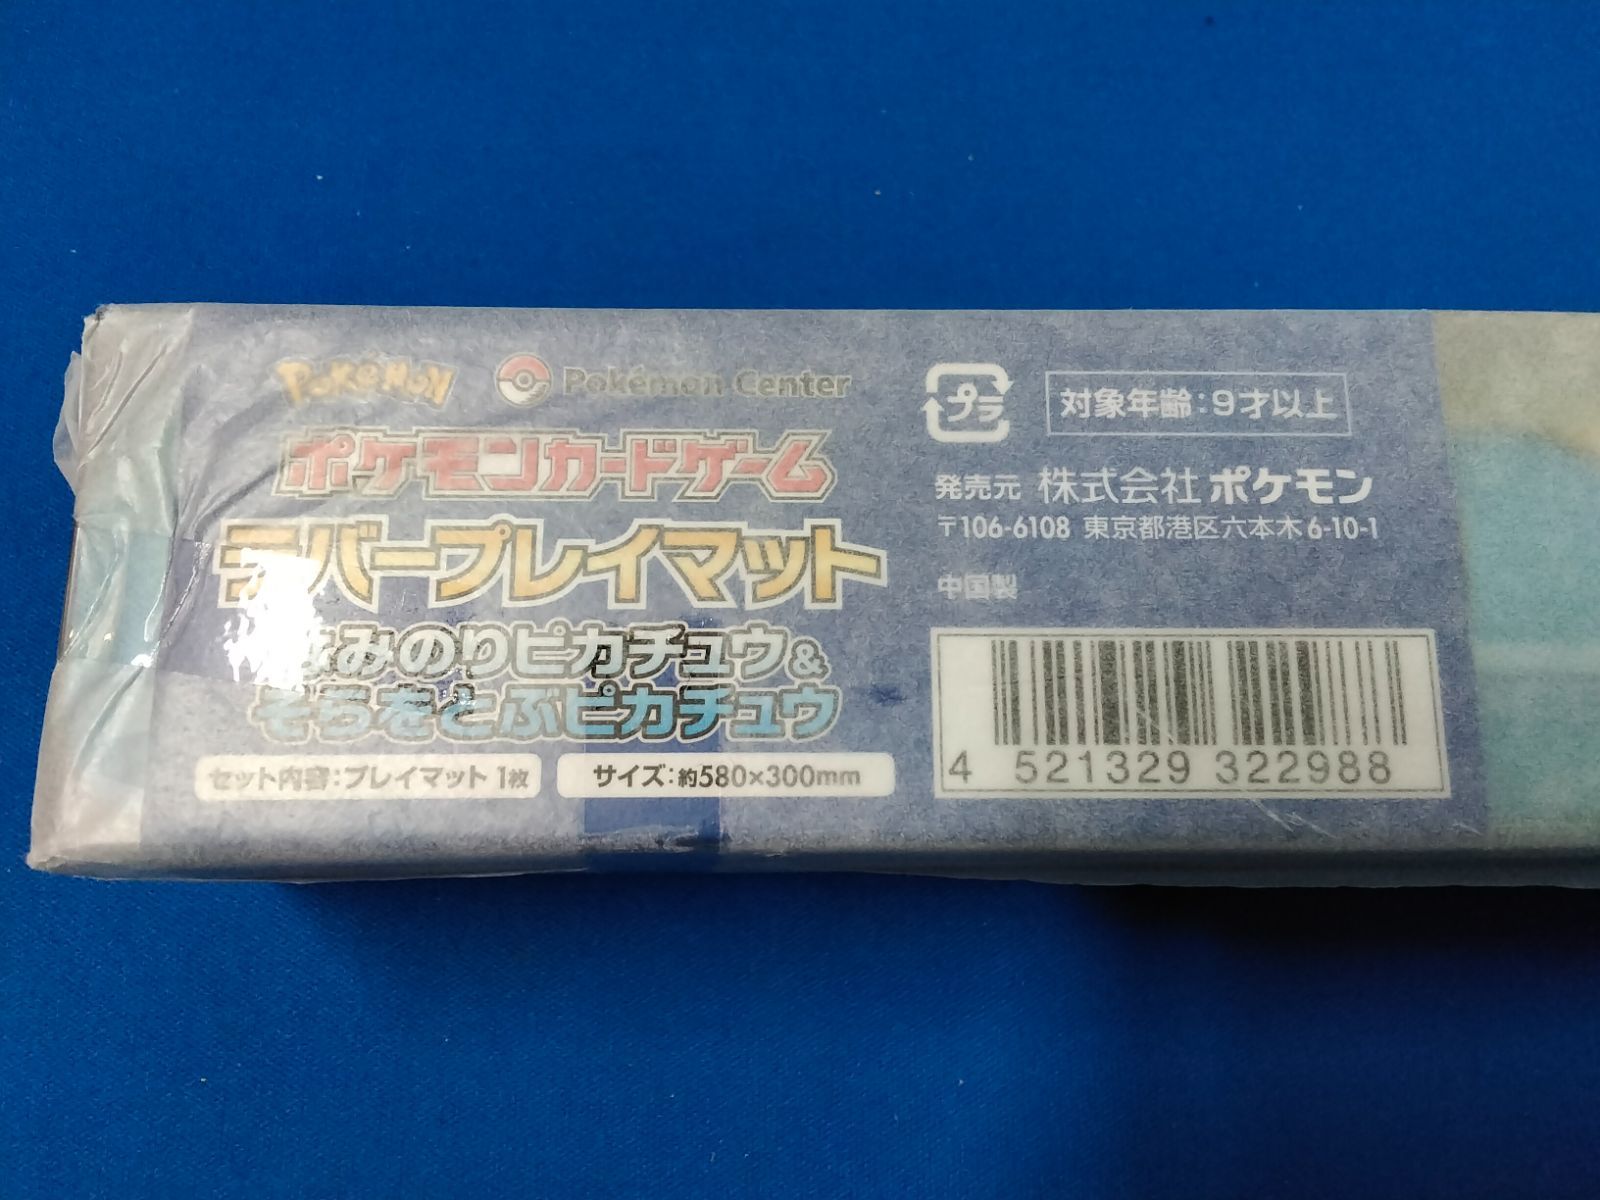 Pokémon Pokémon Center
ポケモンカードゲーム
ラバープレイマット
なみのりピカチュウ&
そらをとぶピカチュウ
セット内容：プレイマット 1枚
サイズ：約580×300mm
プラ
対象年齢：9才以上
発売元 株式会社 ポケモン
〒106-6108 東京都港区六本木6-10-1
中国製
4 521329 322988